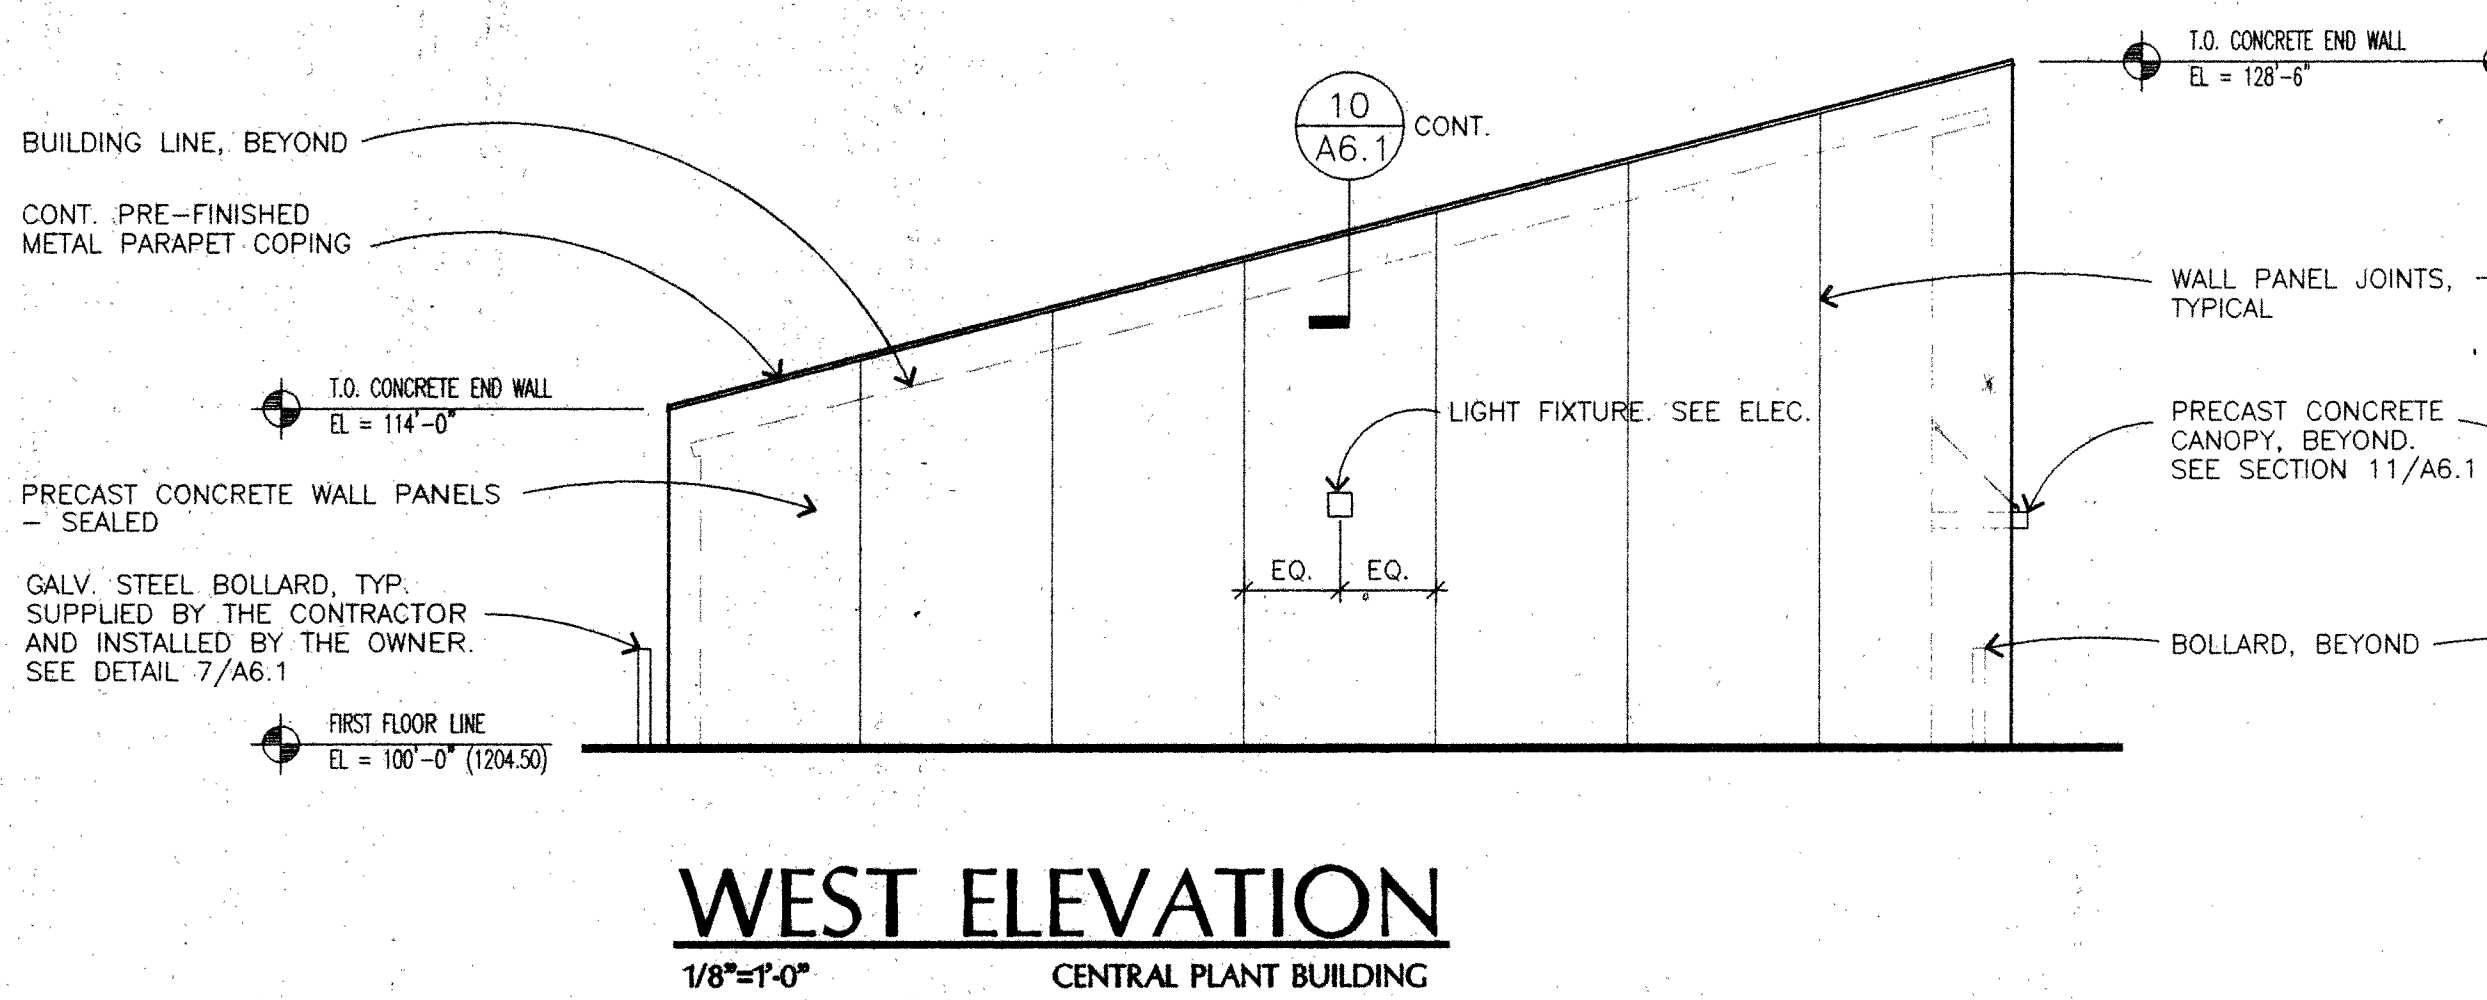 T.O. CONCRETE END WALL
EL = 128'-6"
10
A6.1
CONT.
BUILDING LINE, BEYOND
CONT. PRE-FINISHED
METAL PARAPET COPING
WALL PANEL JOINTS,
TYPICAL
T.O. CONCRETE END WALL
EL = 114'-0"
LIGHT FIXTURE. SEE ELEC.
PRECAST CONCRETE
CANOPY, BEYOND.
SEE SECTION 11/A6.1
PRECAST CONCRETE WALL PANELS
- SEALED
EQ.
EQ.
GALV. STEEL BOLLARD, TYP.
SUPPLIED BY THE CONTRACTOR
AND INSTALLED BY THE OWNER.
SEE DETAIL 7/A6.1
BOLLARD, BEYOND
FIRST FLOOR LINE
EL = 100'-0" (1204.50)
WEST ELEVATION
1/8"=1'-0"
CENTRAL PLANT BUILDING